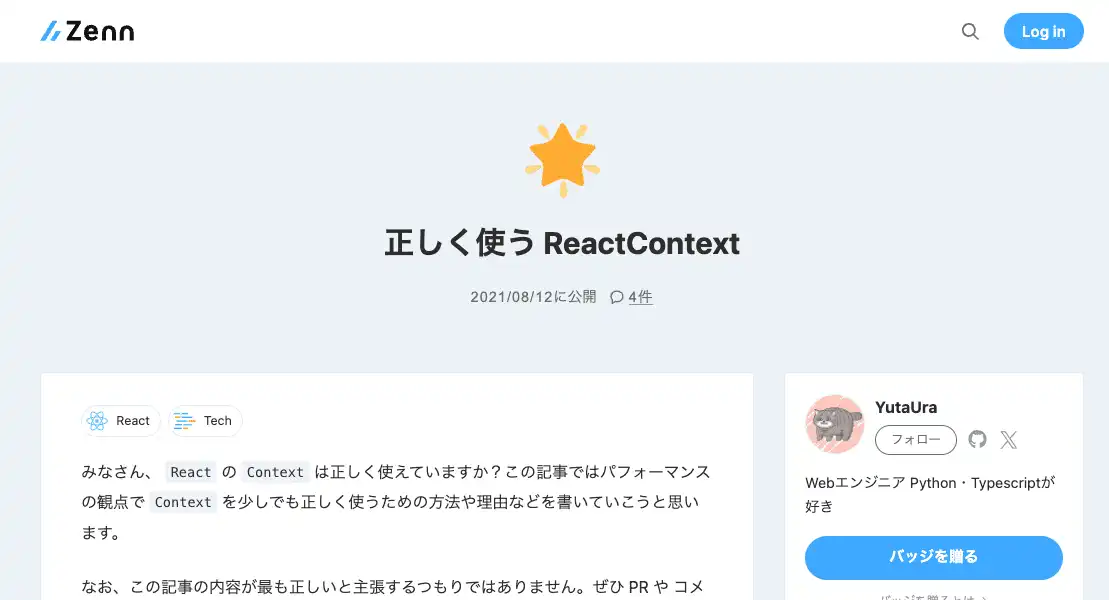 Zenn
Log in
正しく使う ReactContext
2021/08/12に公開 4件
React Tech
みなさん、 React の Context は正しく使えていますか？この記事ではパフォーマンス
の観点で Context を少しでも正しく使うための方法や理由などを書いていこうと思い
ます。
なお、この記事の内容が最も正しいと主張するつもりではありません。ぜひ PR や コメ
YutaUra
フォロー
Webエンジニア Python・Typescriptが
好き
バッジを贈る
バッジを贈るとは